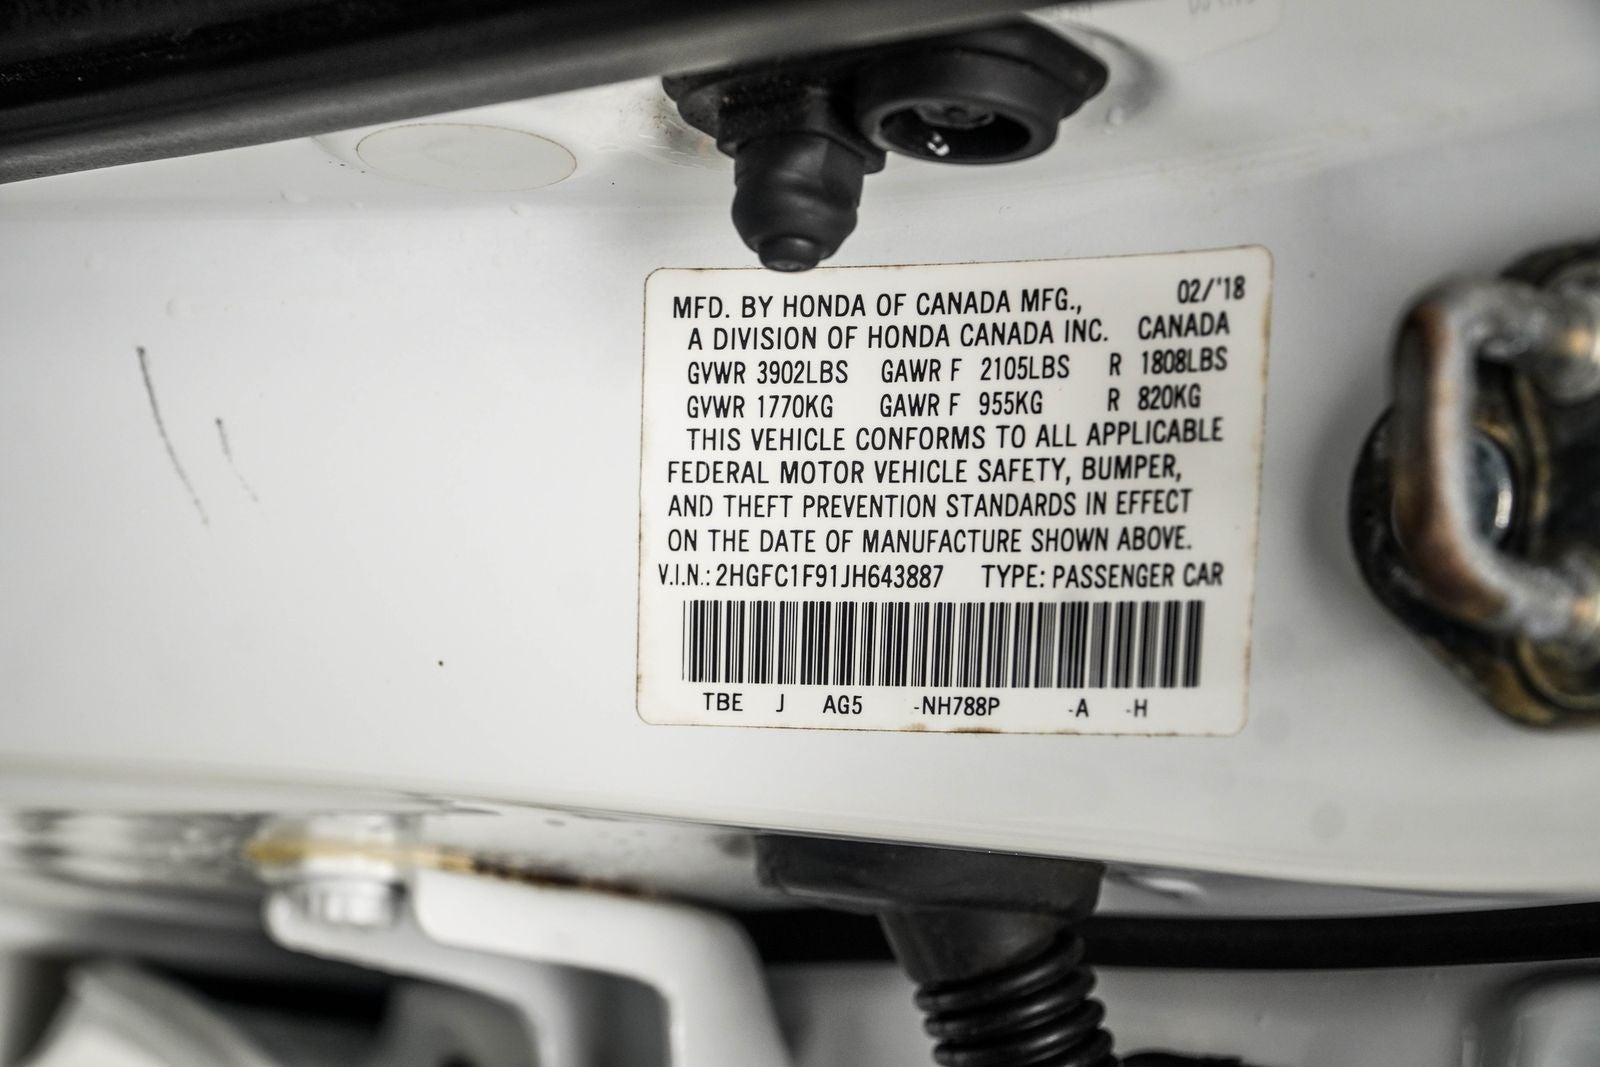 MFD. BY HONDA OF CANADA MFG., 02/'18
A DIVISION OF HONDA CANADA INC. CANADA
GVWR 3902LBS GAWR F 2105LBS R 1808LBS
GVWR 1770KG GAWR F 955KG R 820KG
THIS VEHICLE CONFORMS TO ALL APPLICABLE
FEDERAL MOTOR VEHICLE SAFETY, BUMPER,
AND THEFT PREVENTION STANDARDS IN EFFECT
ON THE DATE OF MANUFACTURE SHOWN ABOVE.
V.I.N.: 2HGFC1F91JH643887 TYPE: PASSENGER CAR
TBE J AG5 -NH788P -A -H